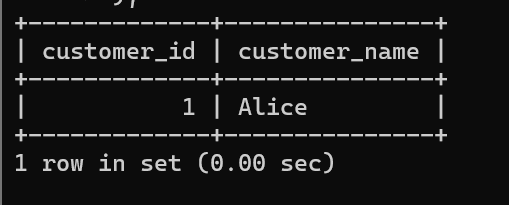 +-------------+---------------+
| customer_id | customer_name |
+-------------+---------------+
|           1 | Alice         |
+-------------+---------------+
1 row in set (0.00 sec)